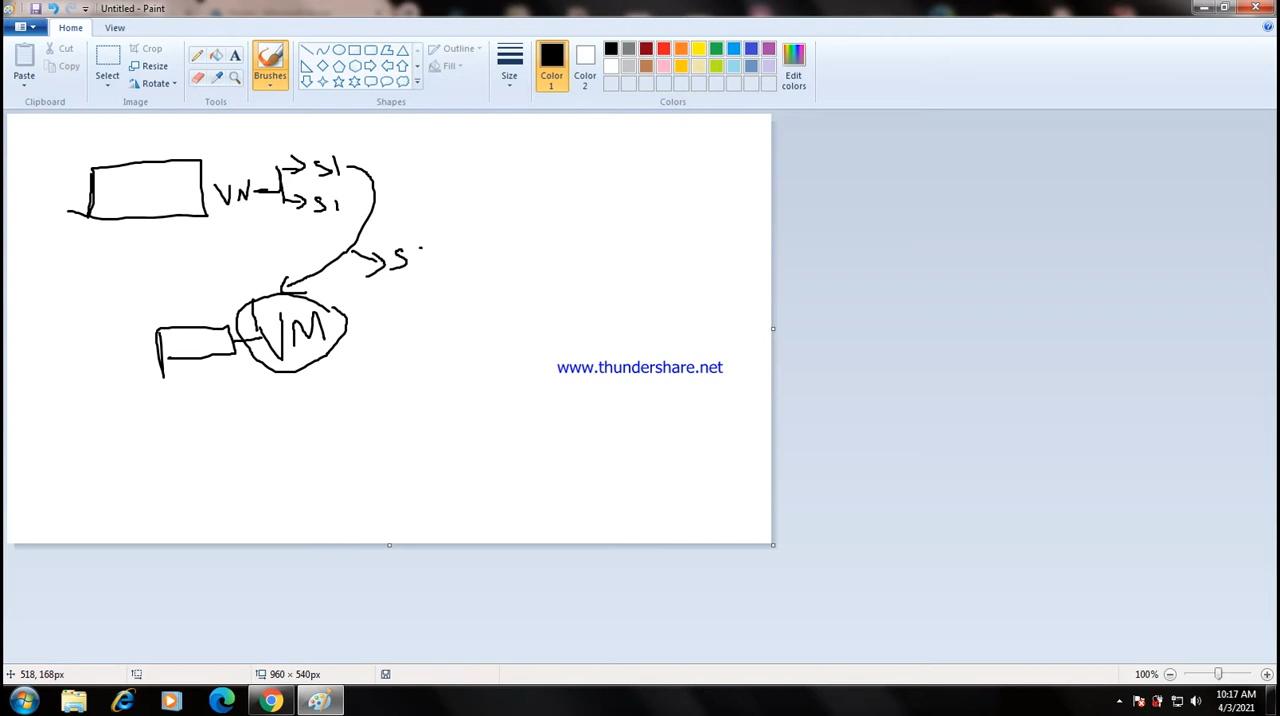 Untitled - Paint
Home View
Paste
Cut
Copy
Clipboard
Select
Crop
Resize
Rotate
Image
Tools
Brushes
Shapes
Outline
Fill
Size
Color 1
Color 2
Edit colors
Colors
VN
S1
S1
S
VM
www.thundershare.net
518, 168px
960 × 540px
100%
10:17 AM
4/3/2021